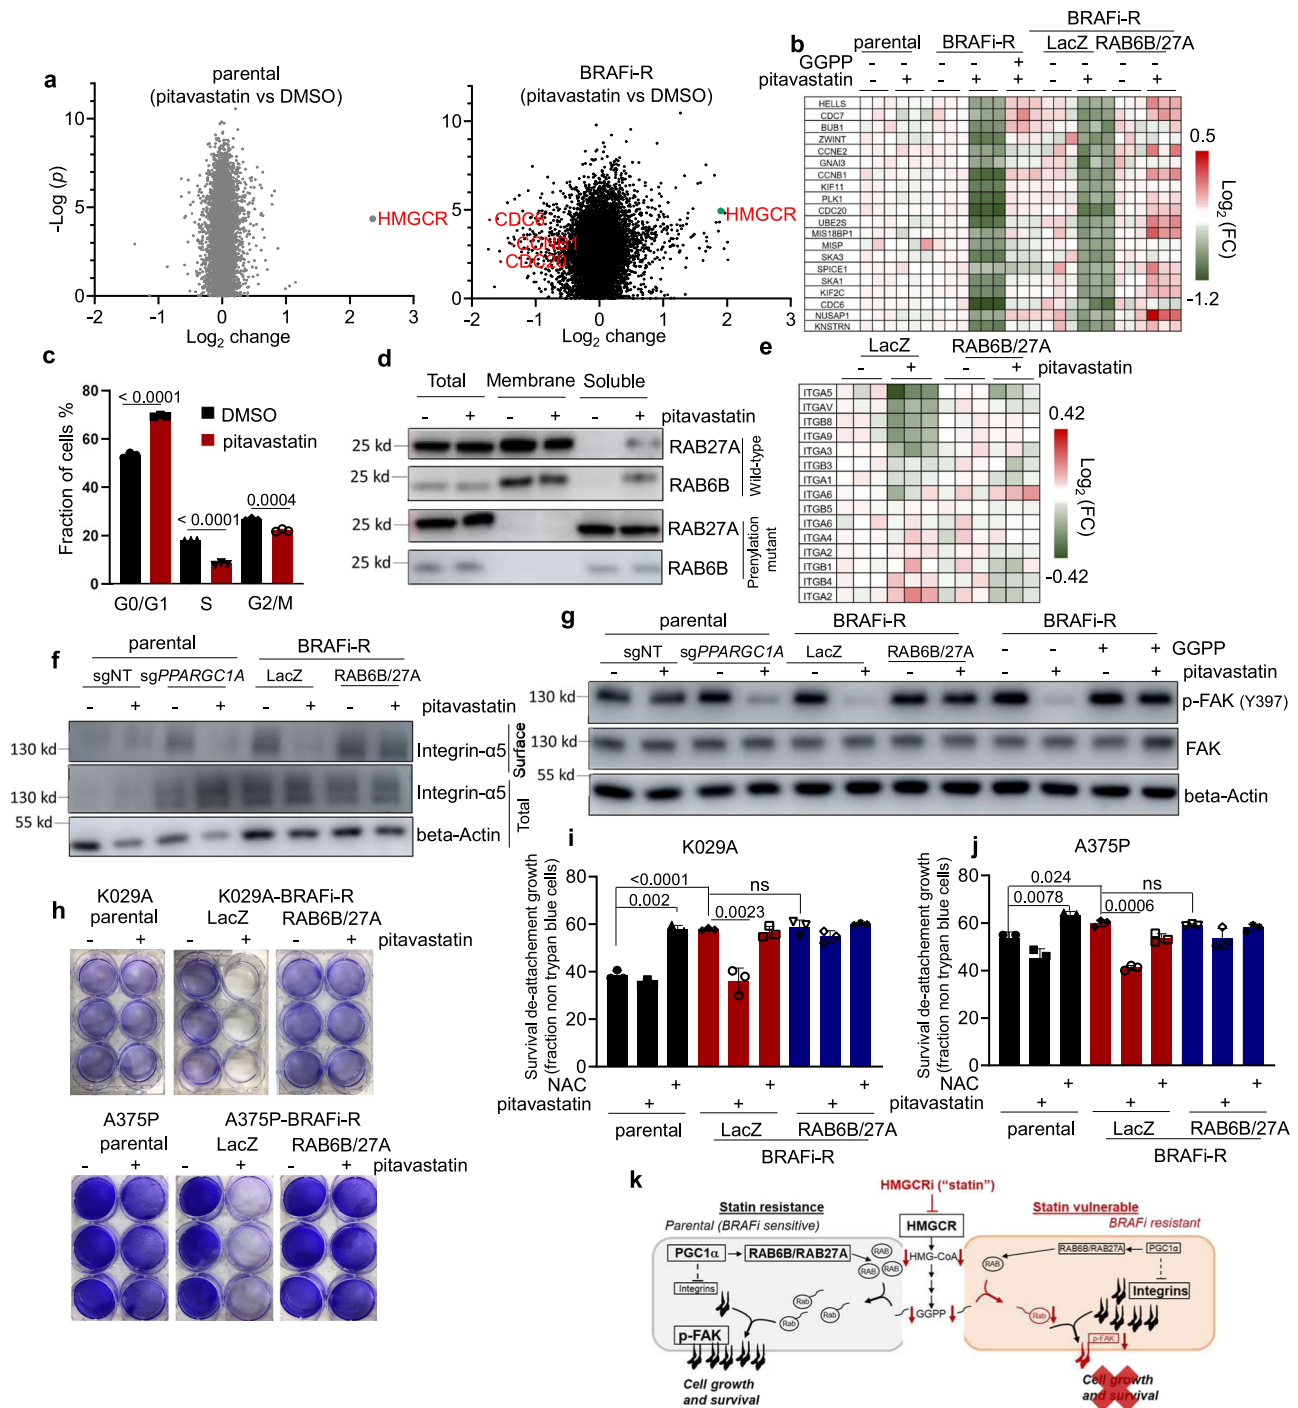 a
parental
(pitavastatin vs DMSO)
-Log (p)
10
5
0
-2
-1
0
1
2
3
Log2 change
HMGCR
BRAFi-R
(pitavastatin vs DMSO)
10
5
0
-2
-1
0
1
2
3
Log2 change
CDC6
CCNB1
CDC20
HMGCR
b
BRAFi-R
parental
BRAFi-R
LacZ
RAB6B/27A
GGPP
- - +
pitavastatin
- + - + + - + - +
HELLS
CDC7
BUB1
ZWINT
CCNE2
GNAI3
CCNB1
KIF11
PLK1
CDC20
UBE2S
MIS18BP1
MISP
SKA3
SPICE1
SKA1
KIF2C
CDC6
NUSAP1
KNSTRN
0.5
Log2 (FC)
-1.2
c
Fraction of cells %
80
60
40
20
0
< 0.0001
< 0.0001
0.0004
DMSO
pitavastatin
G0/G1
S
G2/M
d
Total
Membrane
Soluble
- + - + - +
pitavastatin
25 kd
RAB27A
25 kd
RAB6B
Wild-type
25 kd
RAB27A
25 kd
RAB6B
Prenylation
mutant
e
LacZ
RAB6B/27A
- + - +
pitavastatin
ITGA5
ITGAV
ITGB8
ITGA9
ITGA3
ITGB3
ITGA1
ITGA6
ITGB5
ITGA6
ITGA4
ITGA2
ITGB1
ITGB4
ITGA2
0.42
Log2 (FC)
-0.42
f
parental
BRAFi-R
sgNT
sgPPARGC1A
LacZ
RAB6B/27A
- + - + - + - +
pitavastatin
130 kd
Integrin-α5
Surface
130 kd
Integrin-α5
55 kd
beta-Actin
Total
g
parental
BRAFi-R
BRAFi-R
sgNT
sgPPARGC1A
LacZ
RAB6B/27A
- - + +
GGPP
- + - + - + - + - + - +
pitavastatin
130 kd
p-FAK (Y397)
130 kd
FAK
55 kd
beta-Actin
h
K029A
parental
K029A-BRAFi-R
LacZ
RAB6B/27A
- + - + - +
pitavastatin
A375P
parental
A375P-BRAFi-R
LacZ
RAB6B/27A
- + - + - +
pitavastatin
i
K029A
Survival de-attachement growth
(fraction non trypan blue cells)
80
60
40
20
0
<0.0001
0.002
0.0023
ns
NAC
+ + +
pitavastatin
+ + +
parental
LacZ
RAB6B/27A
BRAFi-R
j
A375P
Survival de-attachement growth
(fraction non trypan blue cells)
80
60
40
20
0
0.024
0.0078
0.0006
ns
NAC
+ + +
pitavastatin
+ + +
parental
LacZ
RAB6B/27A
BRAFi-R
k
HMGCRi (“statin”)
Statin resistance
Parental (BRAFi sensitive)
HMGCR
Statin vulnerable
BRAFi resistant
PGC1α
RAB6B/RAB27A
RAB
RAB
RAB
HMG-CoA
RAB
RAB6B/RAB27A
PGC1α
Integrins
Integrins
Rab
Rab
Rab
GGPP
Rab
p-FAK
p-FAK
Cell growth
and survival
Cell growth
and survival